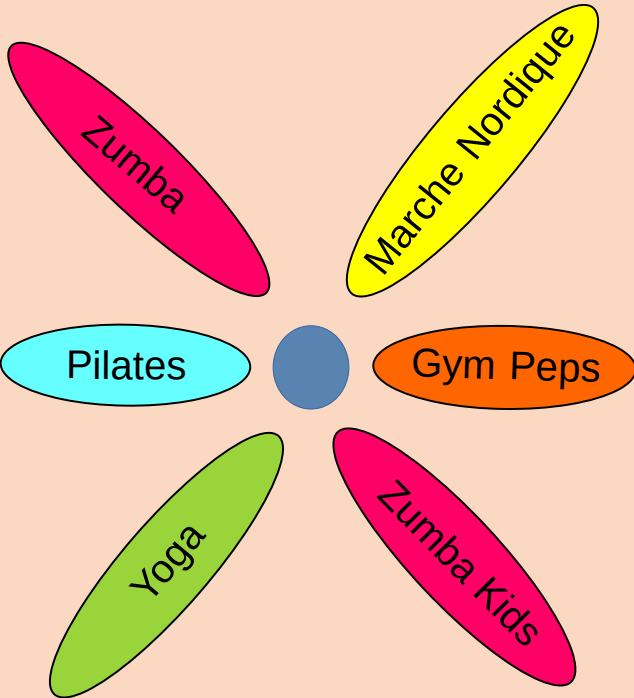 Zumba
Marche Nordique
Pilates
Gym Peps
Yoga
Zumba Kids